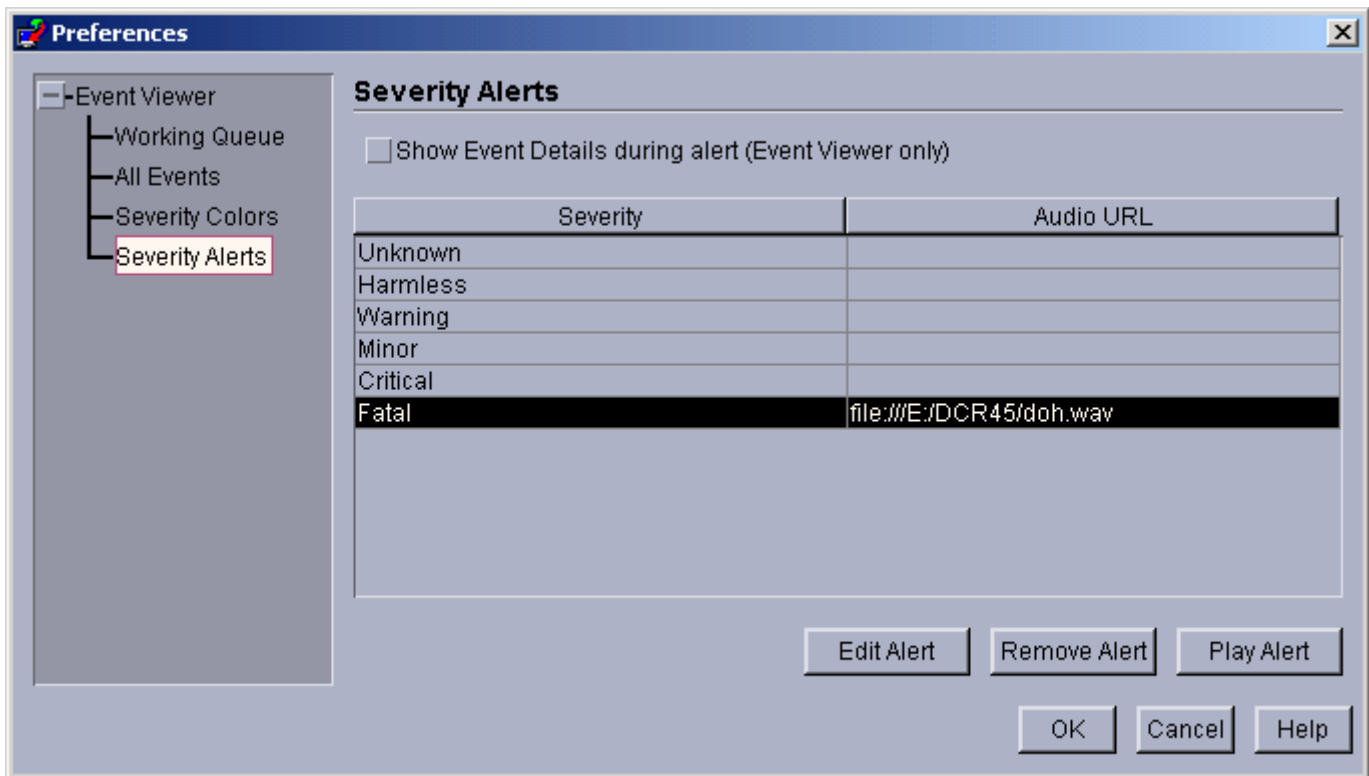 Preferences
Event Viewer
Working Queue
All Events
Severity Colors
Severity Alerts
Severity Alerts
Show Event Details during alert (Event Viewer only)
Severity Audio URL
Unknown
Harmless
Warning
Minor
Critical
Fatal file:///E:/DCR45/doh.wav
Edit Alert Remove Alert Play Alert
OK Cancel Help